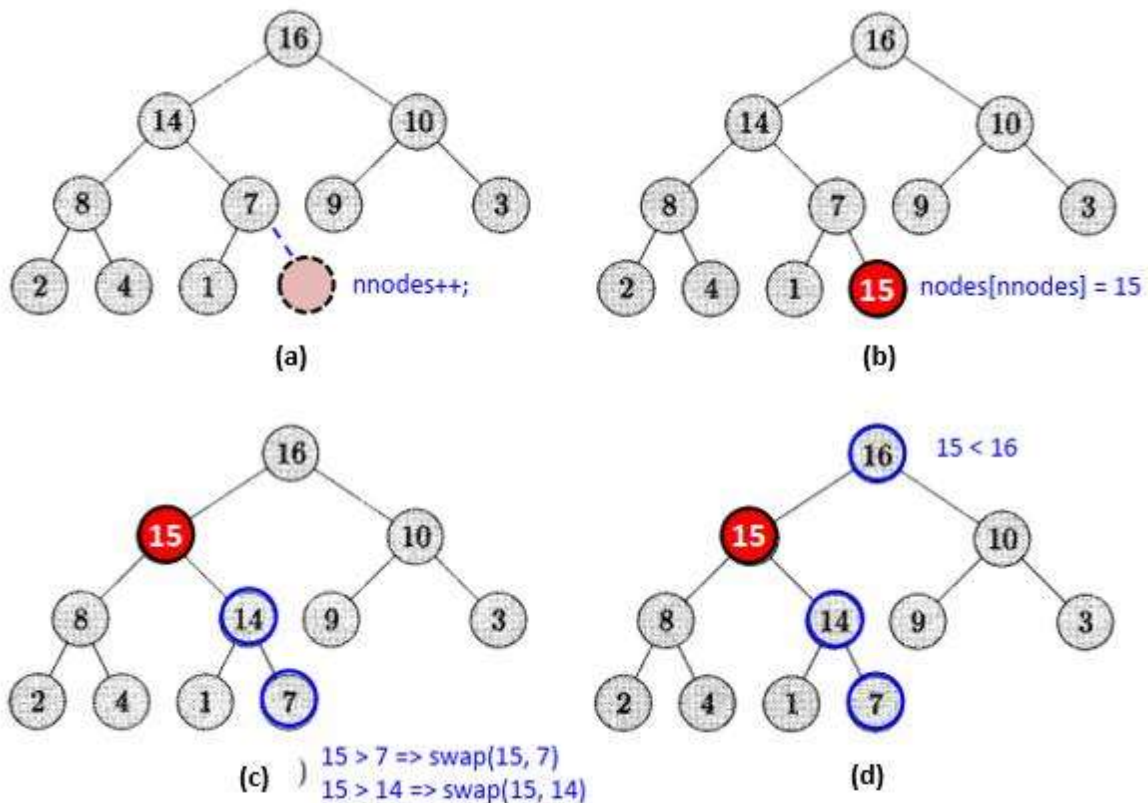 16
14 10
8 7 9 3
2 4 1 nnodes++;
(a)
16
14 10
8 7 9 3
2 4 1 15 nodes[nnodes] = 15
(b)
16
15 10
8 14 9 3
2 4 1 7
(c) ) 15 > 7 => swap(15, 7)
15 > 14 => swap(15, 14)
16 15 < 16
15 10
8 14 9 3
2 4 1 7
(d)